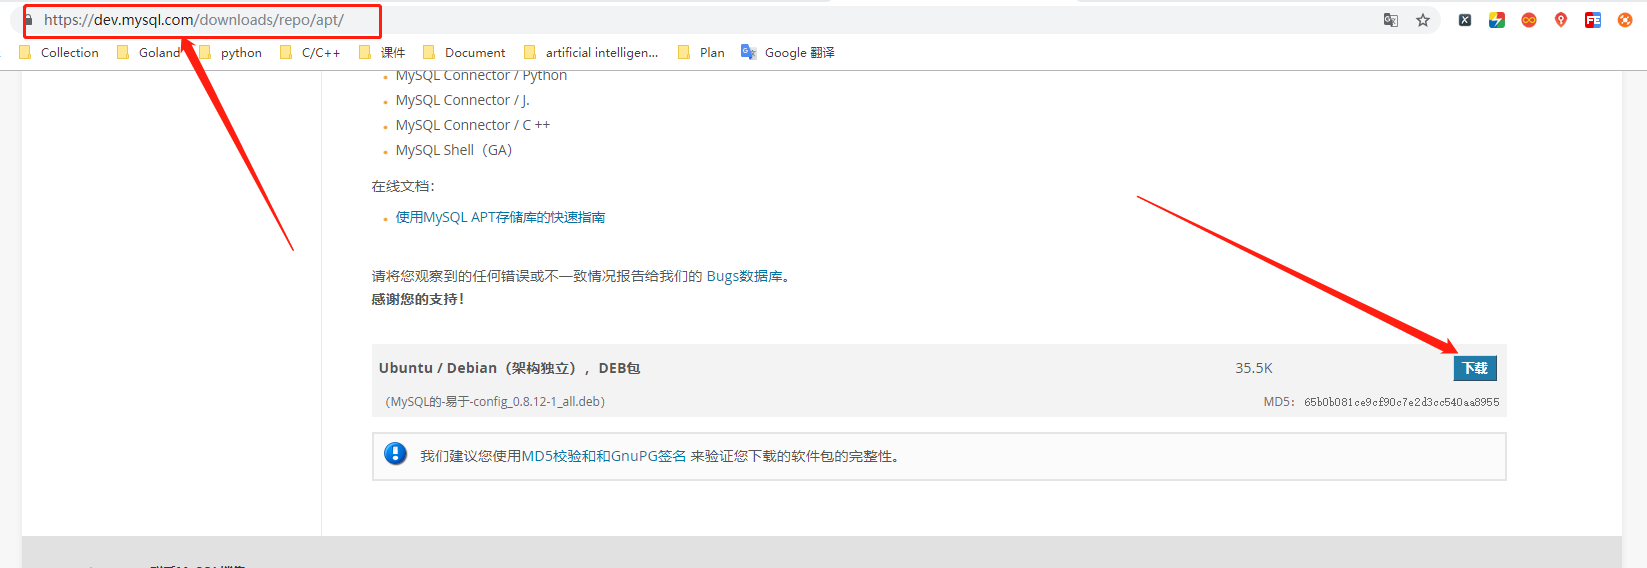 https://dev.mysql.com/downloads/repo/apt/
Collection Goland python C/C++ 课件 Document artificial intelligen... Plan Google 翻译
MySQL Connector / Python
MySQL Connector / J.
MySQL Connector / C ++
MySQL Shell（GA）
在线文档：
使用MySQL APT存储库的快速指南
请将您观察到的任何错误或不一致情况报告给我们的 Bugs数据库。
感谢您的支持！
Ubuntu / Debian（架构独立），DEB包 35.5K 下载
（MySQL的-易于-config_0.8.12-1_all.deb） MD5： 65b0b081ce9cf90c7e2d3cc540aa8955
我们建议您使用MD5校验和和GnuPG签名 来验证您下载的软件包的完整性。